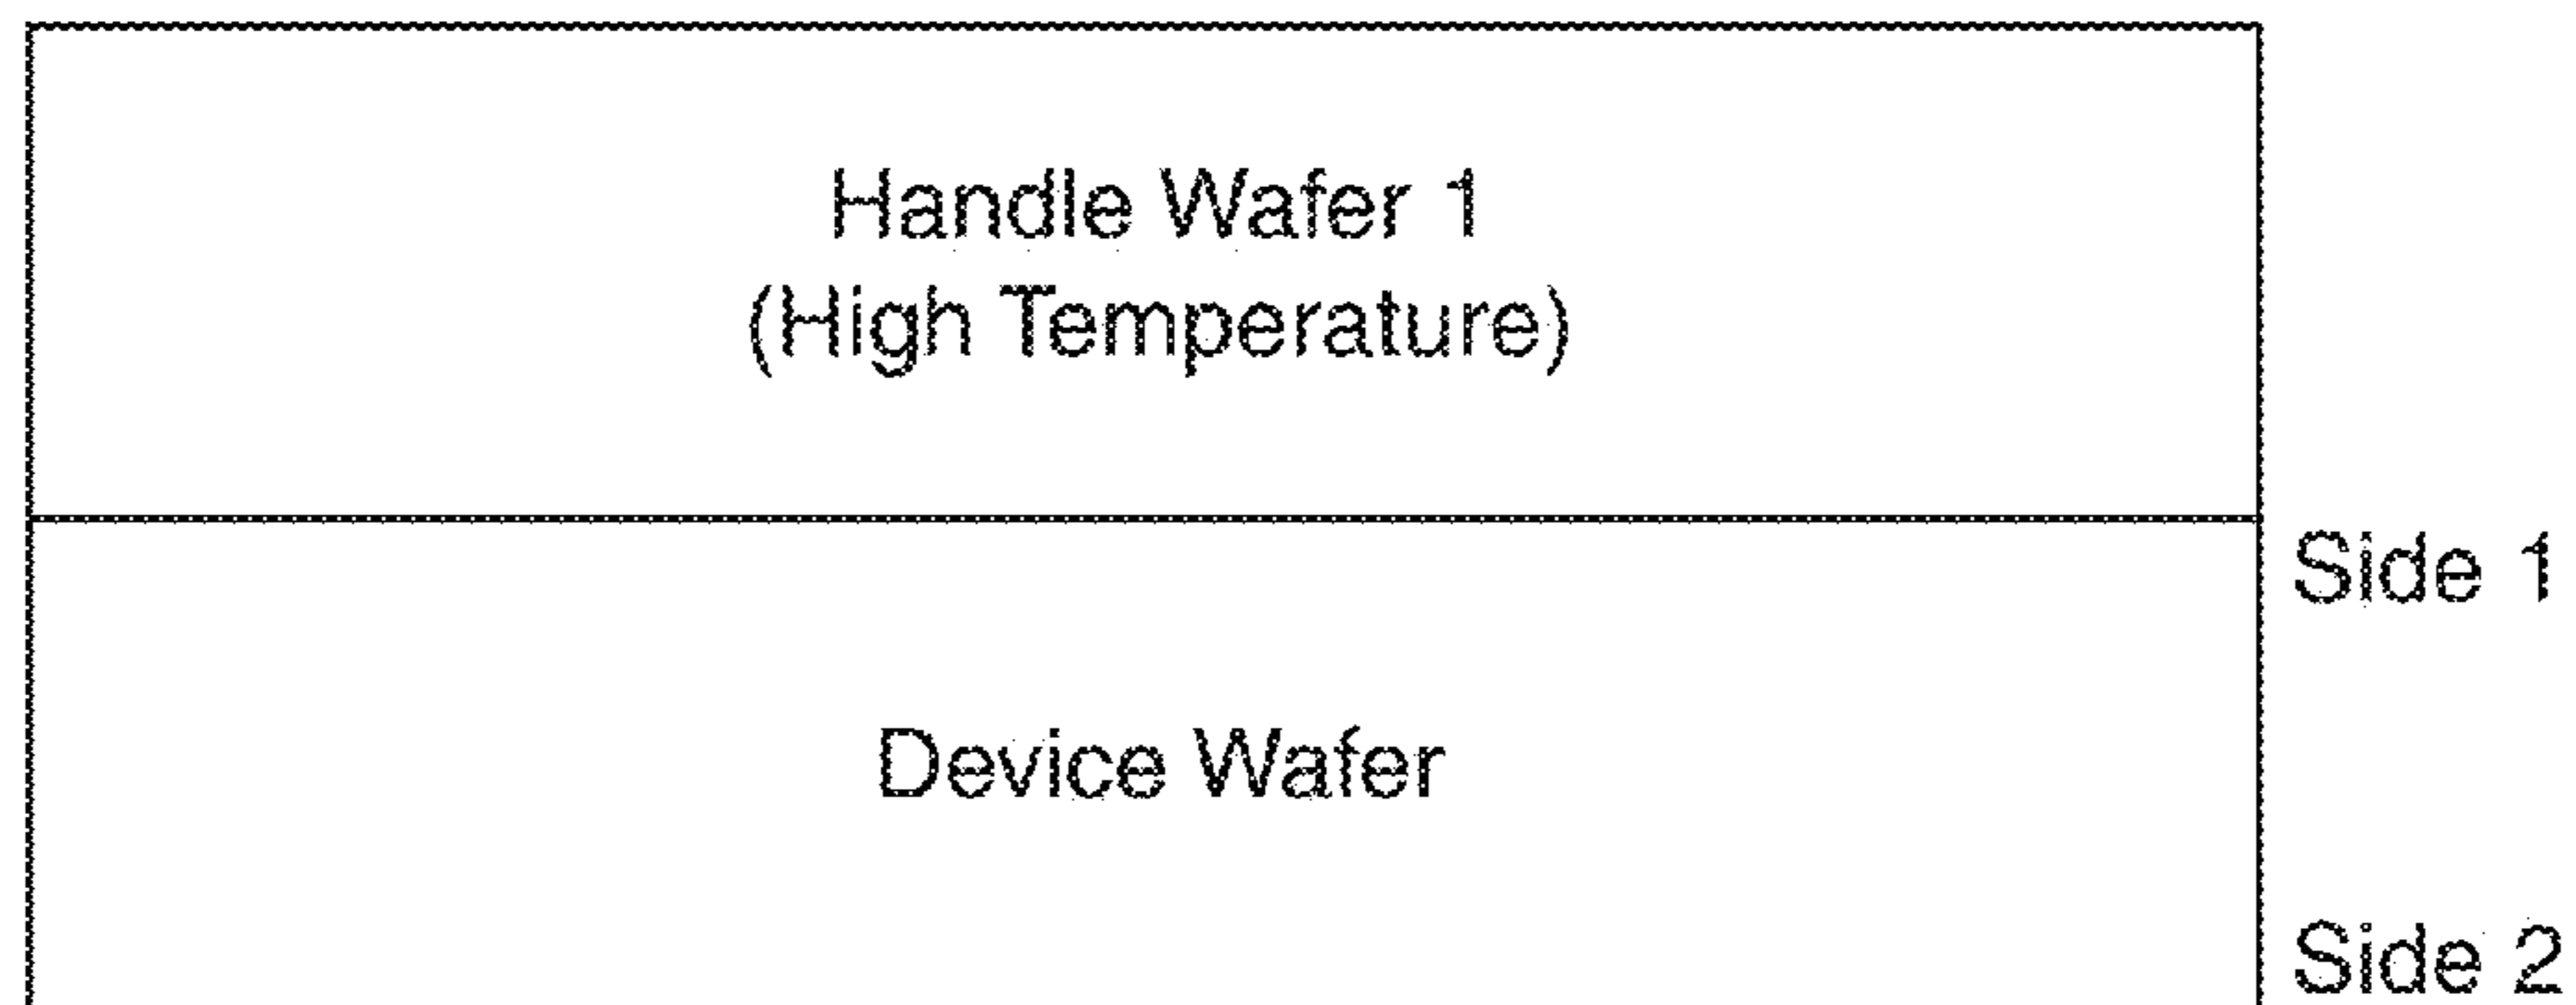 Handle Wafer 1
(High Temperature)
Side 1
Device Wafer
Side 2